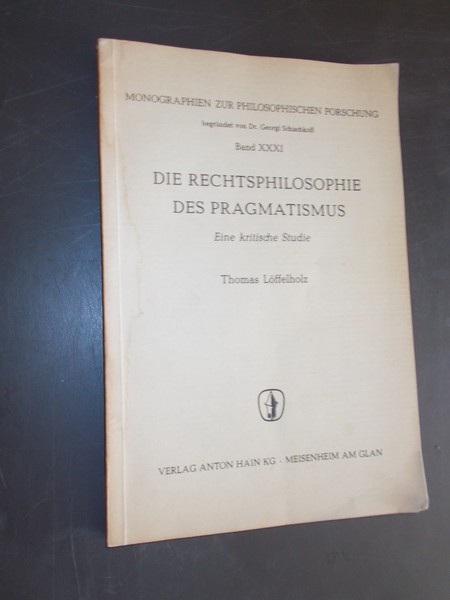 MONOGRAPHIEN ZUR PHILOSOPHISCHEN FORSCHUNG
begründet von Dr. Georgi Schischkoff
Band XXXI
DIE RECHTSPHILOSOPHIE
DES PRAGMATISMUS
Eine kritische Studie
Thomas Löffelholz
VERLAG ANTON HAIN KG · MEISENHEIM AM GLAN